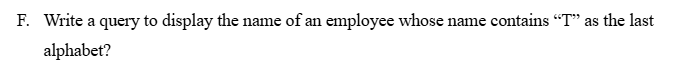 F. Write a query to display the name of an employee whose name contains “T” as the last
alphabet?